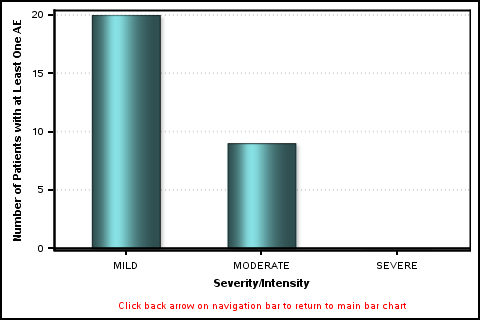 Number of Patients with at Least One AE
20
15
10
5
0
MILD MODERATE SEVERE
Severity/Intensity
Click back arrow on navigation bar to return to main bar chart